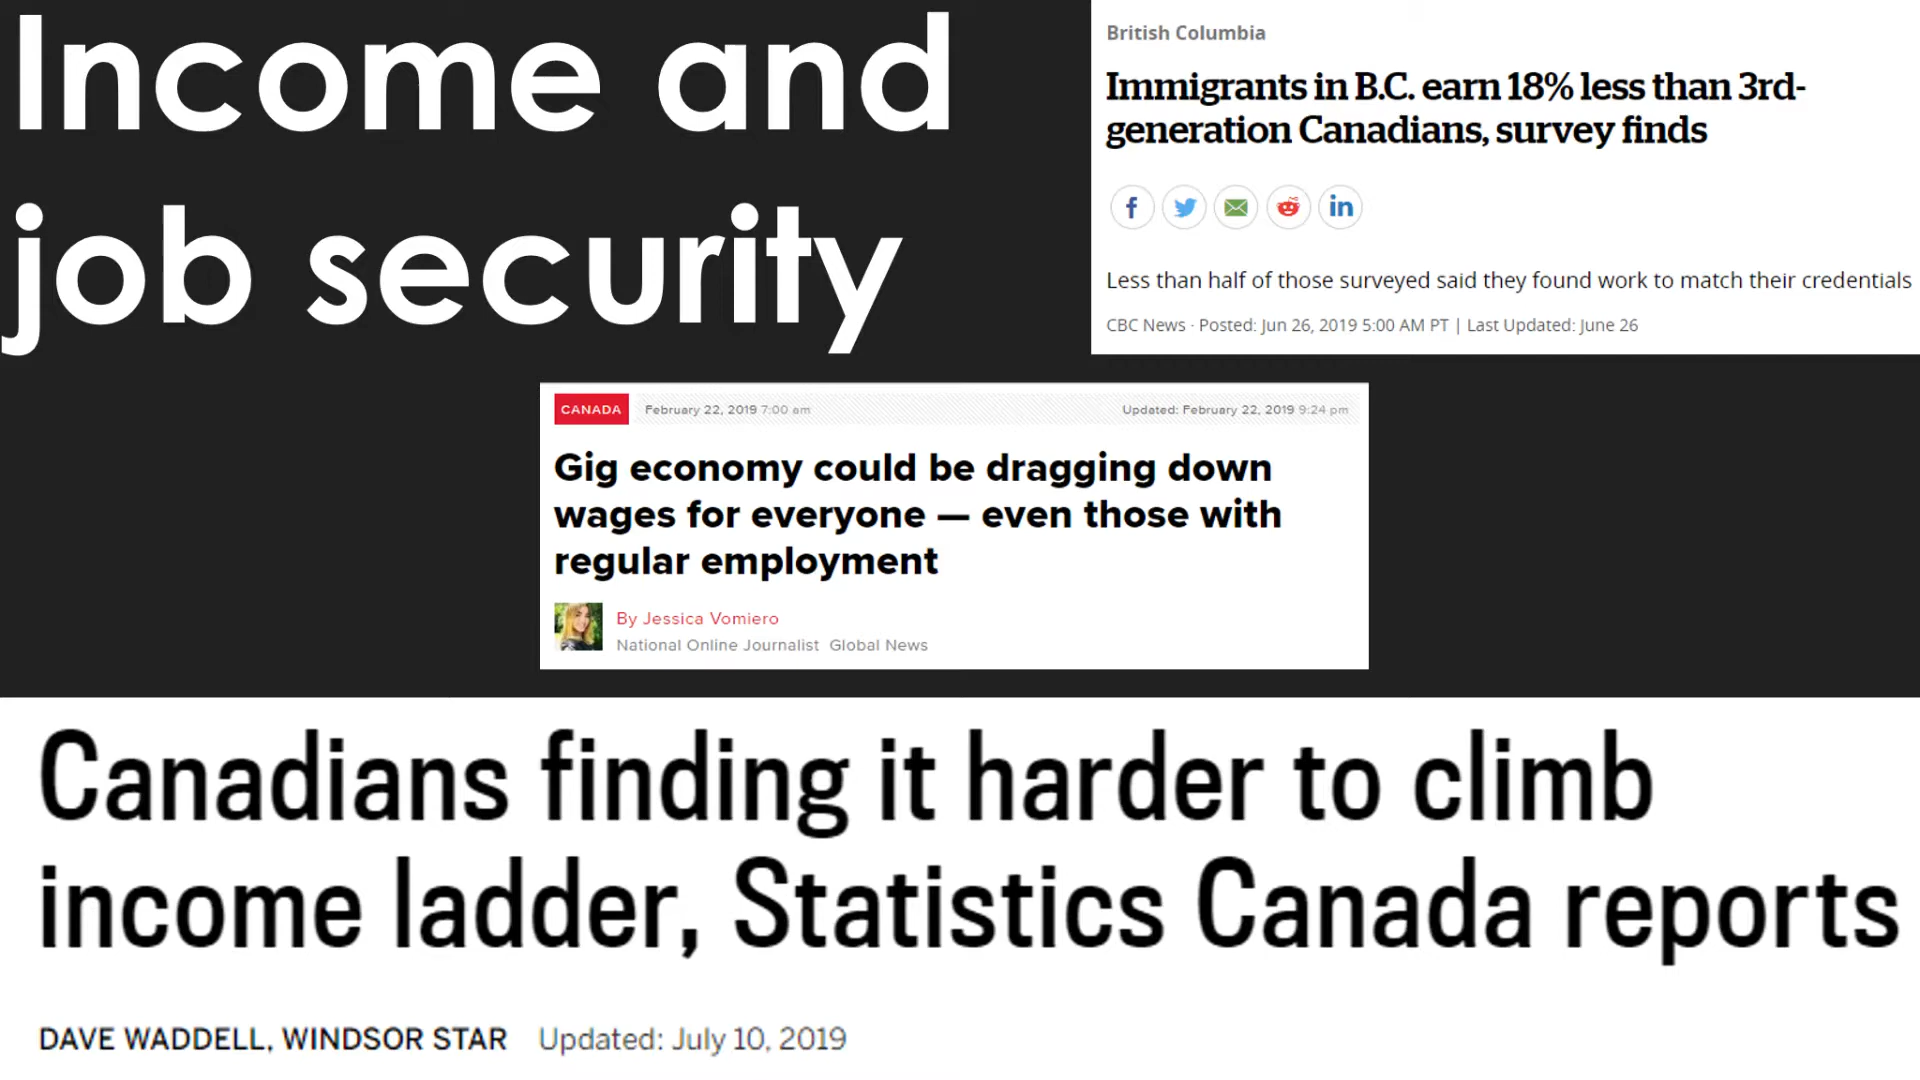 Income and
job security
British Columbia
Immigrants in B.C. earn 18% less than 3rd-
generation Canadians, survey finds
f
in
Less than half of those surveyed said they found work to match their credentials
CBC News · Posted: Jun 26, 2019 5:00 AM PT | Last Updated: June 26
CANADA February 22, 2019 7:00 am Updated: February 22, 2019 9:24 pm
Gig economy could be dragging down
wages for everyone — even those with
regular employment
By Jessica Vomiero
National Online Journalist Global News
Canadians finding it harder to climb
income ladder, Statistics Canada reports
DAVE WADDELL, WINDSOR STAR Updated: July 10, 2019